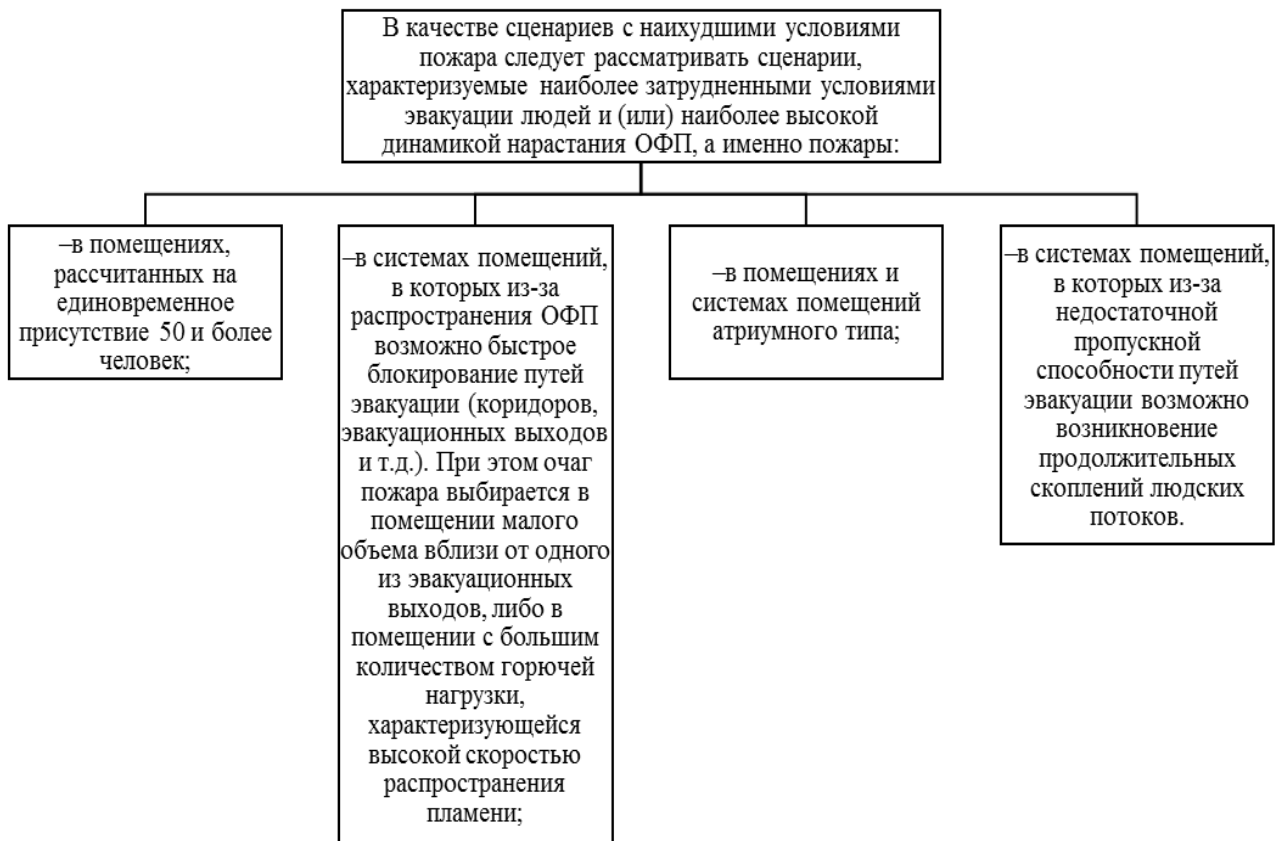 В качестве сценариев с наихудшими условиями
пожара следует рассматривать сценарии,
характеризуемые наиболее затрудненными условиями
эвакуации людей и (или) наиболее высокой
динамикой нарастания ОФП, а именно пожары:
–в помещениях,
рассчитанных на
единовременное
присутствие 50 и более
человек;
–в системах помещений,
в которых из-за
распространения ОФП
возможно быстрое
блокирование путей
эвакуации (коридоров,
эвакуационных выходов
и т.д.). При этом очаг
пожара выбирается в
помещении малого
объема вблизи от одного
из эвакуационных
выходов, либо в
помещении с большим
количеством горючей
нагрузки,
характеризующейся
высокой скоростью
распространения
пламени;
–в помещениях и
системах помещений
атриумного типа;
–в системах помещений,
в которых из-за
недостаточной
пропускной
способности путей
эвакуации возможно
возникновение
продолжительных
скоплений людских
потоков.